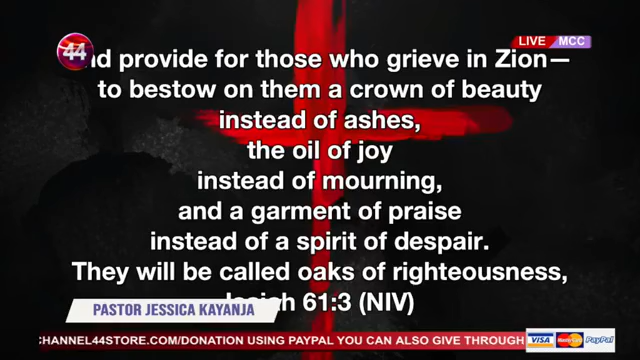 44
LIVE MCC
nd provide for those who grieve in Zion—
to bestow on them a crown of beauty
instead of ashes,
the oil of joy
instead of mourning,
and a garment of praise
instead of a spirit of despair.
They will be called oaks of righteousness,
61:3 (NIV)
PASTOR JESSICA KAYANJA
CHANNEL44STORE.COM/DONATION USING PAYPAL YOU CAN ALSO GIVE THROUGH
VISA MasterCard PayPal